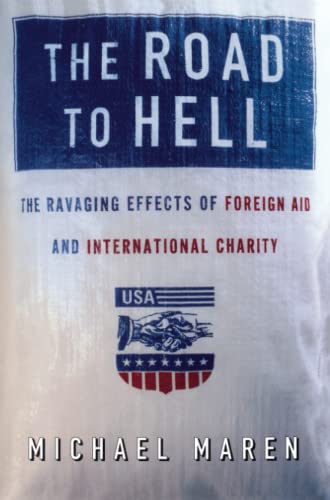 THE ROAD
TO HELL
THE RAVAGING EFFECTS OF FOREIGN AID
AND INTERNATIONAL CHARITY
USA
MICHAEL MAREN